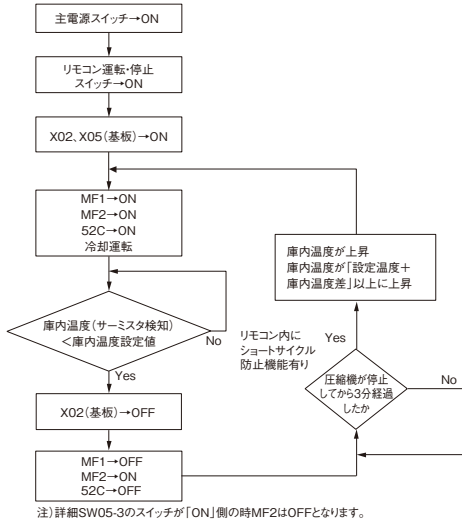 主電源スイッチ→ON
リモコン運転・停止
スイッチ→ON
X02、X05(基板)→ON
MF1→ON
MF2→ON
52C→ON
冷却運転
庫内温度(サーミスタ検知)
<庫内温度設定値
No
Yes
X02(基板)→OFF
MF1→OFF
MF2→ON
52C→OFF
庫内温度が上昇
庫内温度が「設定温度+
庫内温度差」以上に上昇
リモコン内に
ショートサイクル
防止機能有り
Yes
圧縮機が停止
してから3分経過
したか
No
注)詳細SW05-3のスイッチが「ON」側の時MF2はOFFとなります。